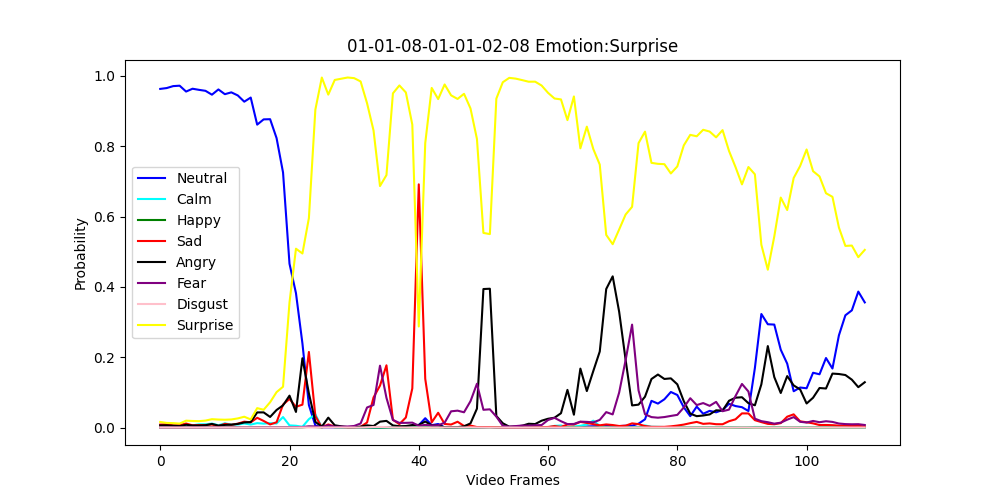 01-01-08-01-01-02-08 Emotion:Surprise
Probability
1.0
0.8
0.6
0.4
0.2
0.0
Neutral
Calm
Happy
Sad
Angry
Fear
Disgust
Surprise
0 20 40 60 80 100
Video Frames